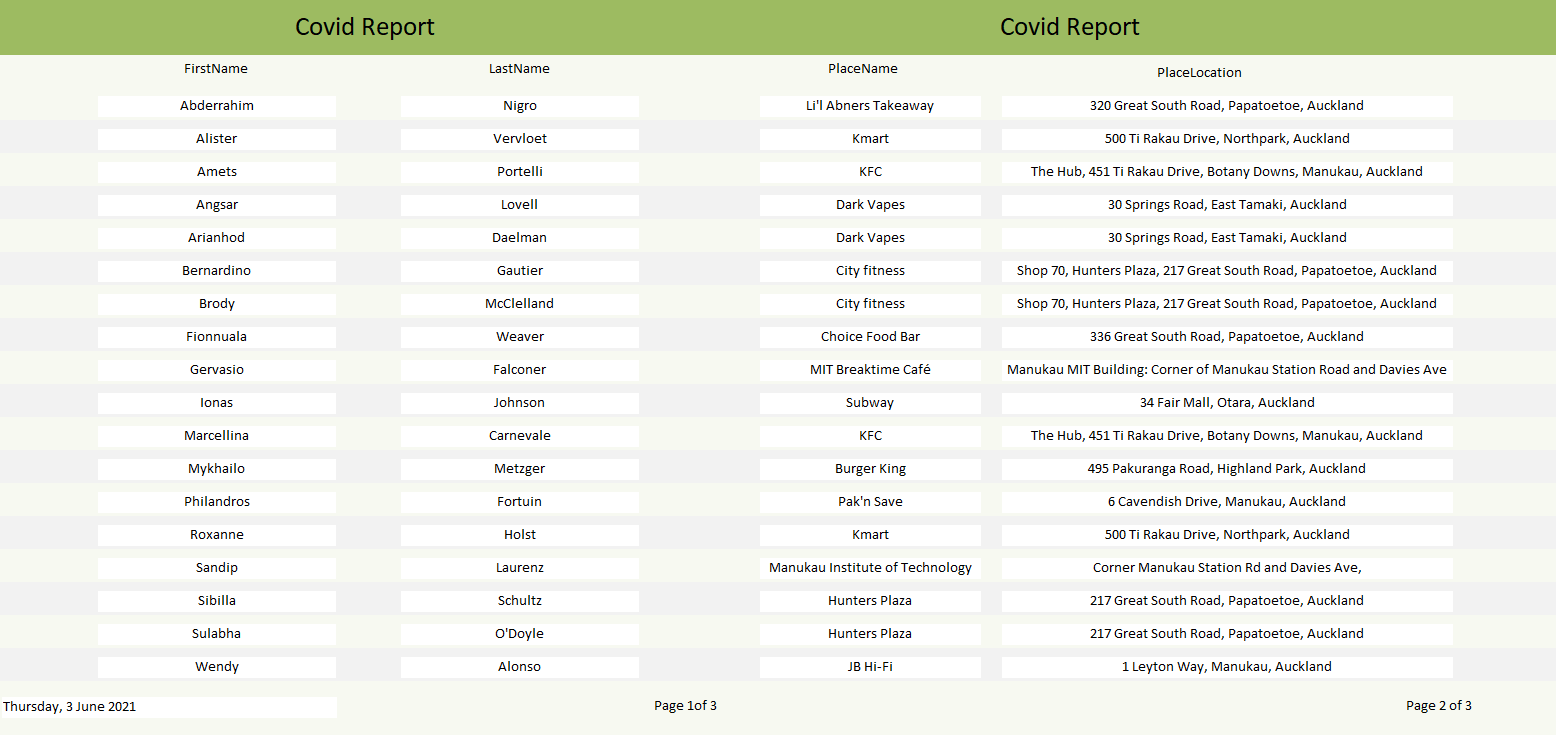 Covid Report Covid Report
FirstName LastName PlaceName PlaceLocation
Abderrahim Nigro Li'l Abners Takeaway 320 Great South Road, Papatoetoe, Auckland
Alister Vervloet Kmart 500 Ti Rakau Drive, Northpark, Auckland
Amets Portelli KFC The Hub, 451 Ti Rakau Drive, Botany Downs, Manukau, Auckland
Angsar Lovell Dark Vapes 30 Springs Road, East Tamaki, Auckland
Arianhod Daelman Dark Vapes 30 Springs Road, East Tamaki, Auckland
Bernardino Gautier City fitness Shop 70, Hunters Plaza, 217 Great South Road, Papatoetoe, Auckland
Brody McClelland City fitness Shop 70, Hunters Plaza, 217 Great South Road, Papatoetoe, Auckland
Fionnuala Weaver Choice Food Bar 336 Great South Road, Papatoetoe, Auckland
Gervasio Falconer MIT Breaktime Café Manukau MIT Building: Corner of Manukau Station Road and Davies Ave
Ionas Johnson Subway 34 Fair Mall, Otara, Auckland
Marcellina Carnevale KFC The Hub, 451 Ti Rakau Drive, Botany Downs, Manukau, Auckland
Mykhailo Metzger Burger King 495 Pakuranga Road, Highland Park, Auckland
Philandros Fortuin Pak'n Save 6 Cavendish Drive, Manukau, Auckland
Roxanne Holst Kmart 500 Ti Rakau Drive, Northpark, Auckland
Sandip Laurenz Manukau Institute of Technology Corner Manukau Station Rd and Davies Ave,
Sibilla Schultz Hunters Plaza 217 Great South Road, Papatoetoe, Auckland
Sulabha O'Doyle Hunters Plaza 217 Great South Road, Papatoetoe, Auckland
Wendy Alonso JB Hi-Fi 1 Leyton Way, Manukau, Auckland
Thursday, 3 June 2021 Page 1of 3 Page 2 of 3